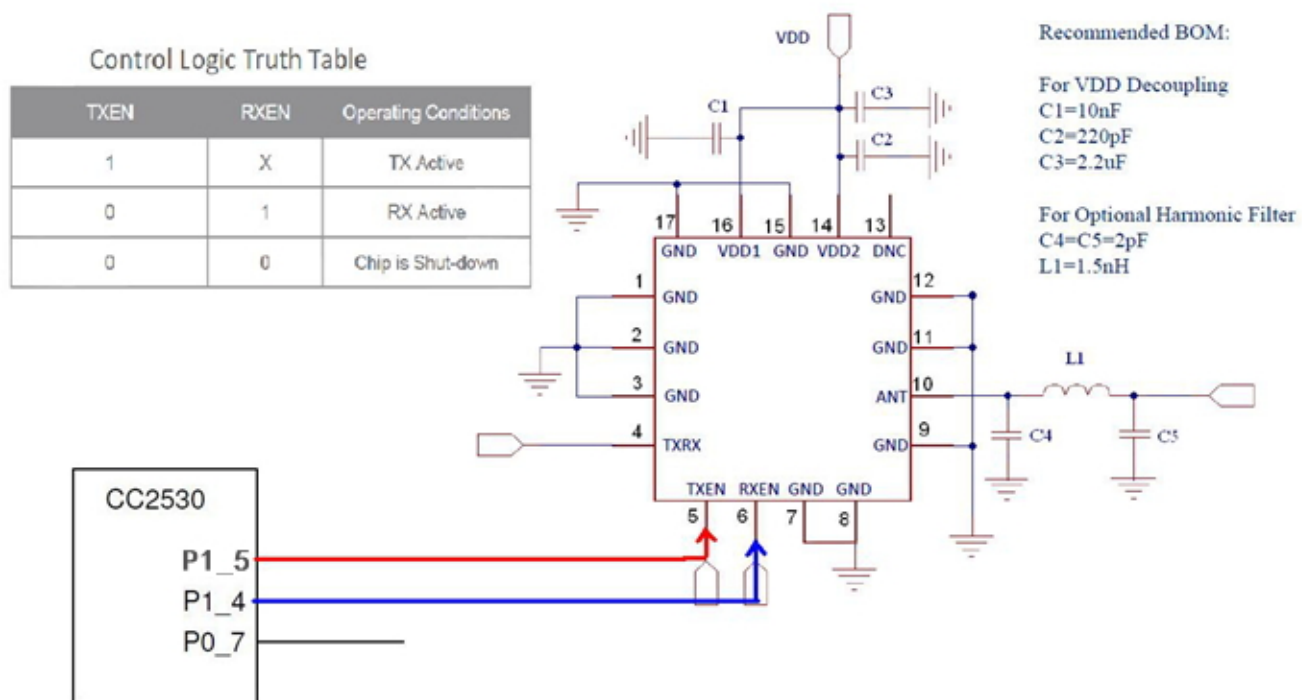 Control Logic Truth Table
TXEN RXEN Operating Conditions
1 X TX Active
0 1 RX Active
0 0 Chip is Shut-down
Recommended BOM:
For VDD Decoupling
C1=10nF
C2=220pF
C3=2.2uF
For Optional Harmonic Filter
C4=C5=2pF
L1=1.5nH
VDD
C1
C3
C2
17 16 15 14 13
GND VDD1 GND VDD2 DNC
1 GND
2 GND
3 GND
4 TXRX
GND 12
GND 11
ANT 10
GND 9
L1
C4
C5
TXEN RXEN GND GND
5 6 7 8
CC2530
P1_5
P1_4
P0_7